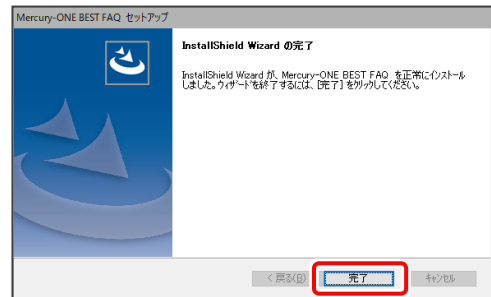 Mercury-ONE BEST FAQ セットアップ
InstallShield Wizard の完了
InstallShield Wizard が、Mercury-ONE BEST FAQ を正常にインストール
しました。ウィザードを終了するには、[完了] をクリックしてください。
< 戻る(B)
完了
キャンセル